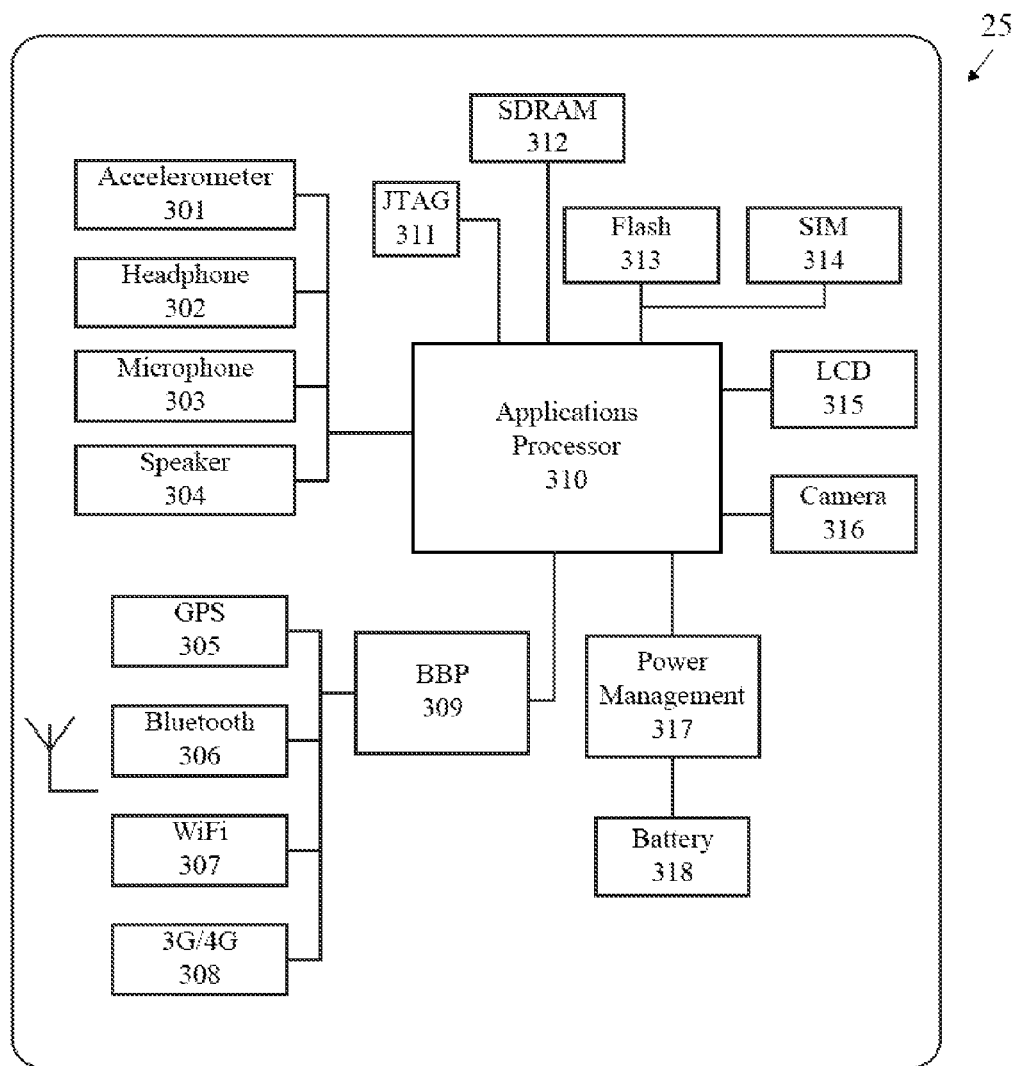 25
SDRAM
312
Accelerometer
301
JTAG
311
Flash
313
SIM
314
Headphone
302
Microphone
303
Applications
Processor
310
LCD
315
Speaker
304
Camera
316
GPS
305
BBP
309
Power
Management
317
Bluetooth
306
WiFi
307
Battery
318
3G/4G
308